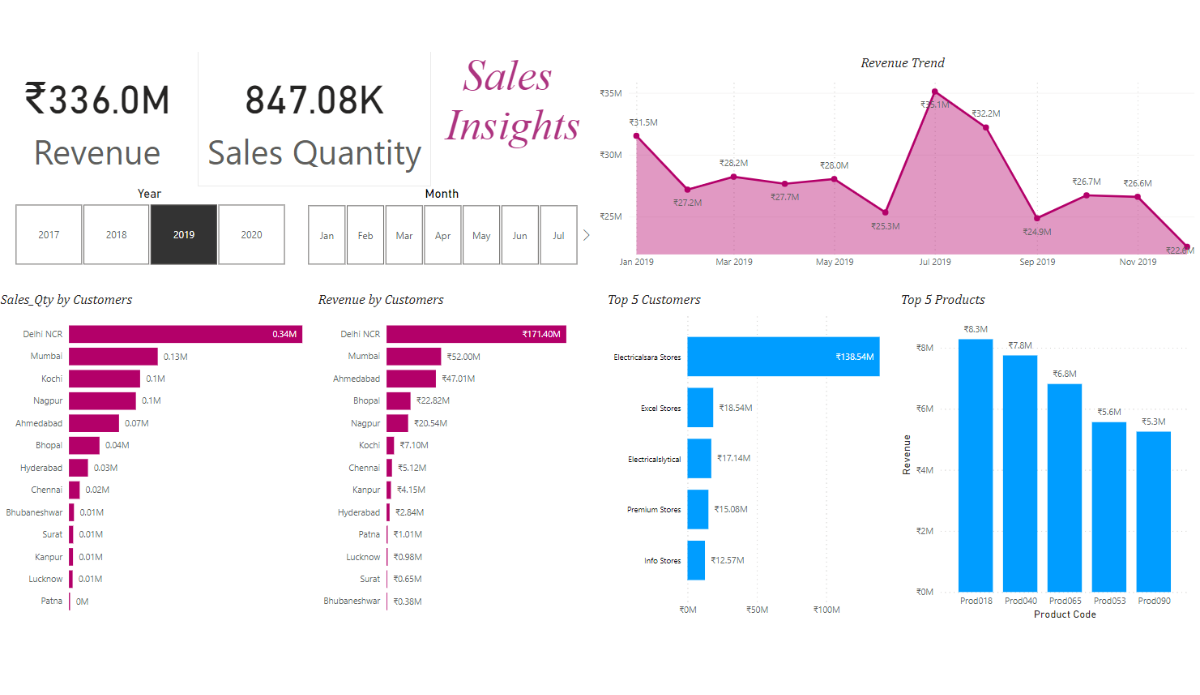 ₹336.0M
Revenue
847.08K
Sales Quantity
Sales
Insights
Year
2017
2018
2019
2020
Month
Jan
Feb
Mar
Apr
May
Jun
Jul
Revenue Trend
₹35M
₹30M
₹25M
₹31.5M
₹27.2M
₹28.2M
₹27.7M
₹28.0M
₹25.3M
₹35.1M
₹32.2M
₹24.9M
₹26.7M
₹26.6M
Jan 2019
Mar 2019
May 2019
Jul 2019
Sep 2019
Nov 2019
Sales_Qty by Customers
Delhi NCR 0.34M
Mumbai 0.13M
Kochi 0.1M
Nagpur 0.1M
Ahmedabad 0.07M
Bhopal 0.04M
Hyderabad 0.03M
Chennai 0.02M
Bhubaneshwar 0.01M
Surat 0.01M
Kanpur 0.01M
Lucknow 0.01M
Patna 0M
Revenue by Customers
Delhi NCR ₹171.40M
Mumbai ₹52.00M
Ahmedabad ₹47.01M
Bhopal ₹22.82M
Nagpur ₹20.54M
Kochi ₹7.10M
Chennai ₹5.12M
Kanpur ₹4.15M
Hyderabad ₹2.84M
Patna ₹1.01M
Lucknow ₹0.98M
Surat ₹0.65M
Bhubaneshwar ₹0.38M
Top 5 Customers
Electricalsara Stores ₹138.54M
Excel Stores ₹18.54M
Electricalslytical ₹17.14M
Premium Stores ₹15.08M
Info Stores ₹12.57M
₹0M
₹50M
₹100M
Top 5 Products
Revenue
₹8M
₹6M
₹4M
₹2M
₹0M
₹8.3M
₹7.8M
₹6.8M
₹5.6M
₹5.3M
Prod018
Prod040
Prod065
Prod053
Prod090
Product Code